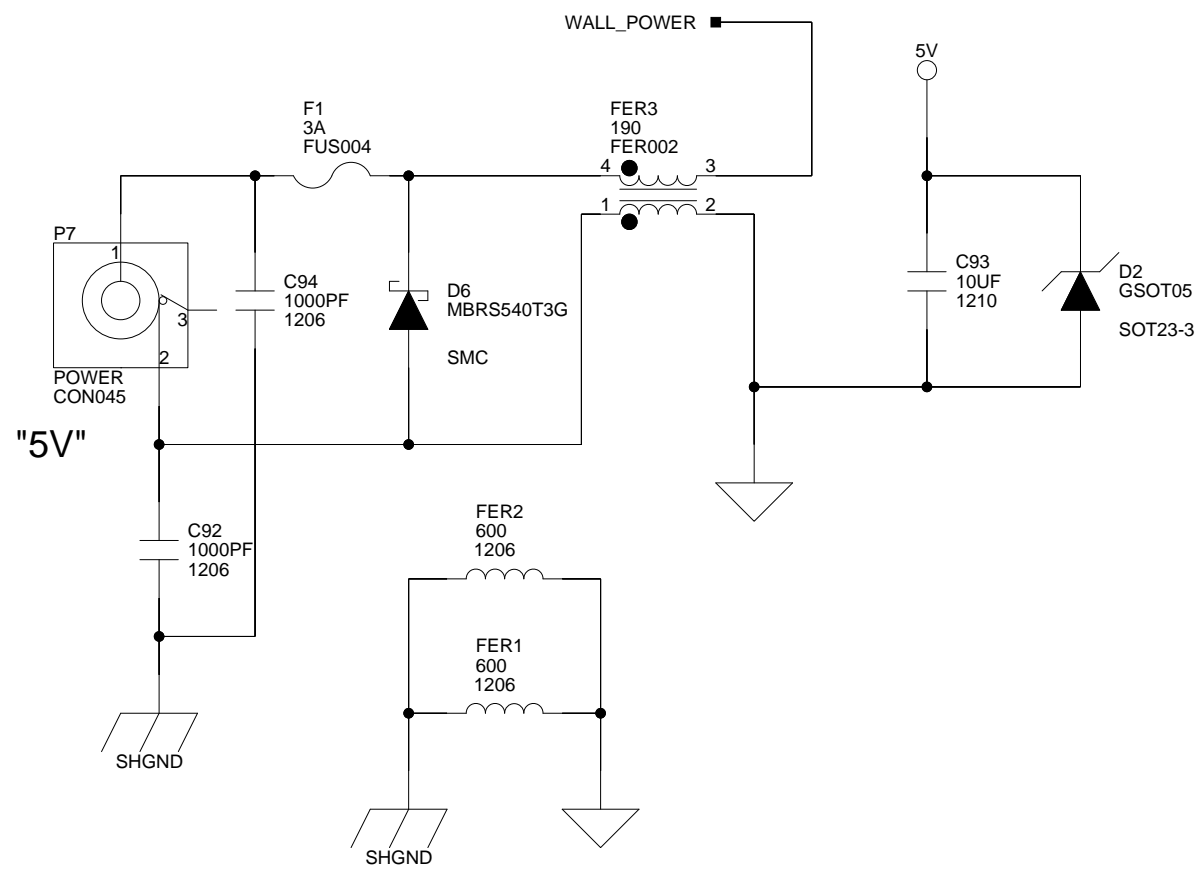 WALL_POWER
5V
F1
3A
FUS004
FER3
190
FER002
4
3
1
2
P7
1
3
2
POWER
CON045
"5V"
C94
1000PF
1206
D6
MBRS540T3G
SMC
C93
10UF
1210
D2
GSOT05
SOT23-3
C92
1000PF
1206
FER2
600
1206
FER1
600
1206
SHGND
SHGND